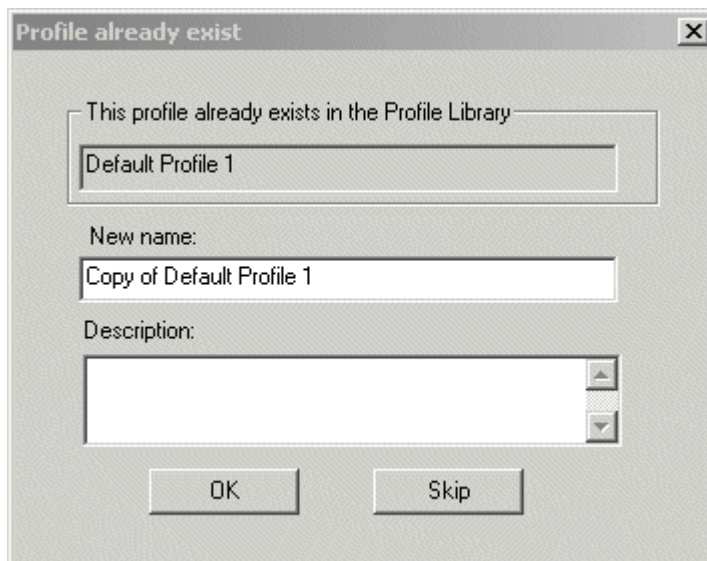 Profile already exist
This profile already exists in the Profile Library
Default Profile 1
New name:
Copy of Default Profile 1
Description:
OK Skip